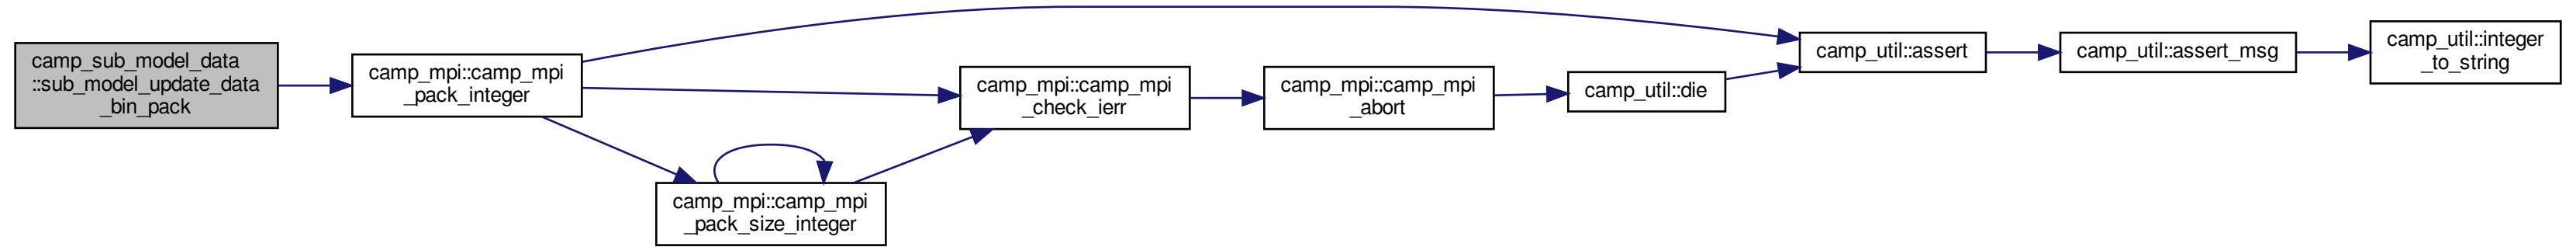 camp_sub_model_data
::sub_model_update_data
_bin_pack
camp_mpi::camp_mpi
_pack_integer
camp_mpi::camp_mpi
_pack_size_integer
camp_mpi::camp_mpi
_check_ierr
camp_mpi::camp_mpi
_abort
camp_util::die
camp_util::assert
camp_util::assert_msg
camp_util::integer
_to_string